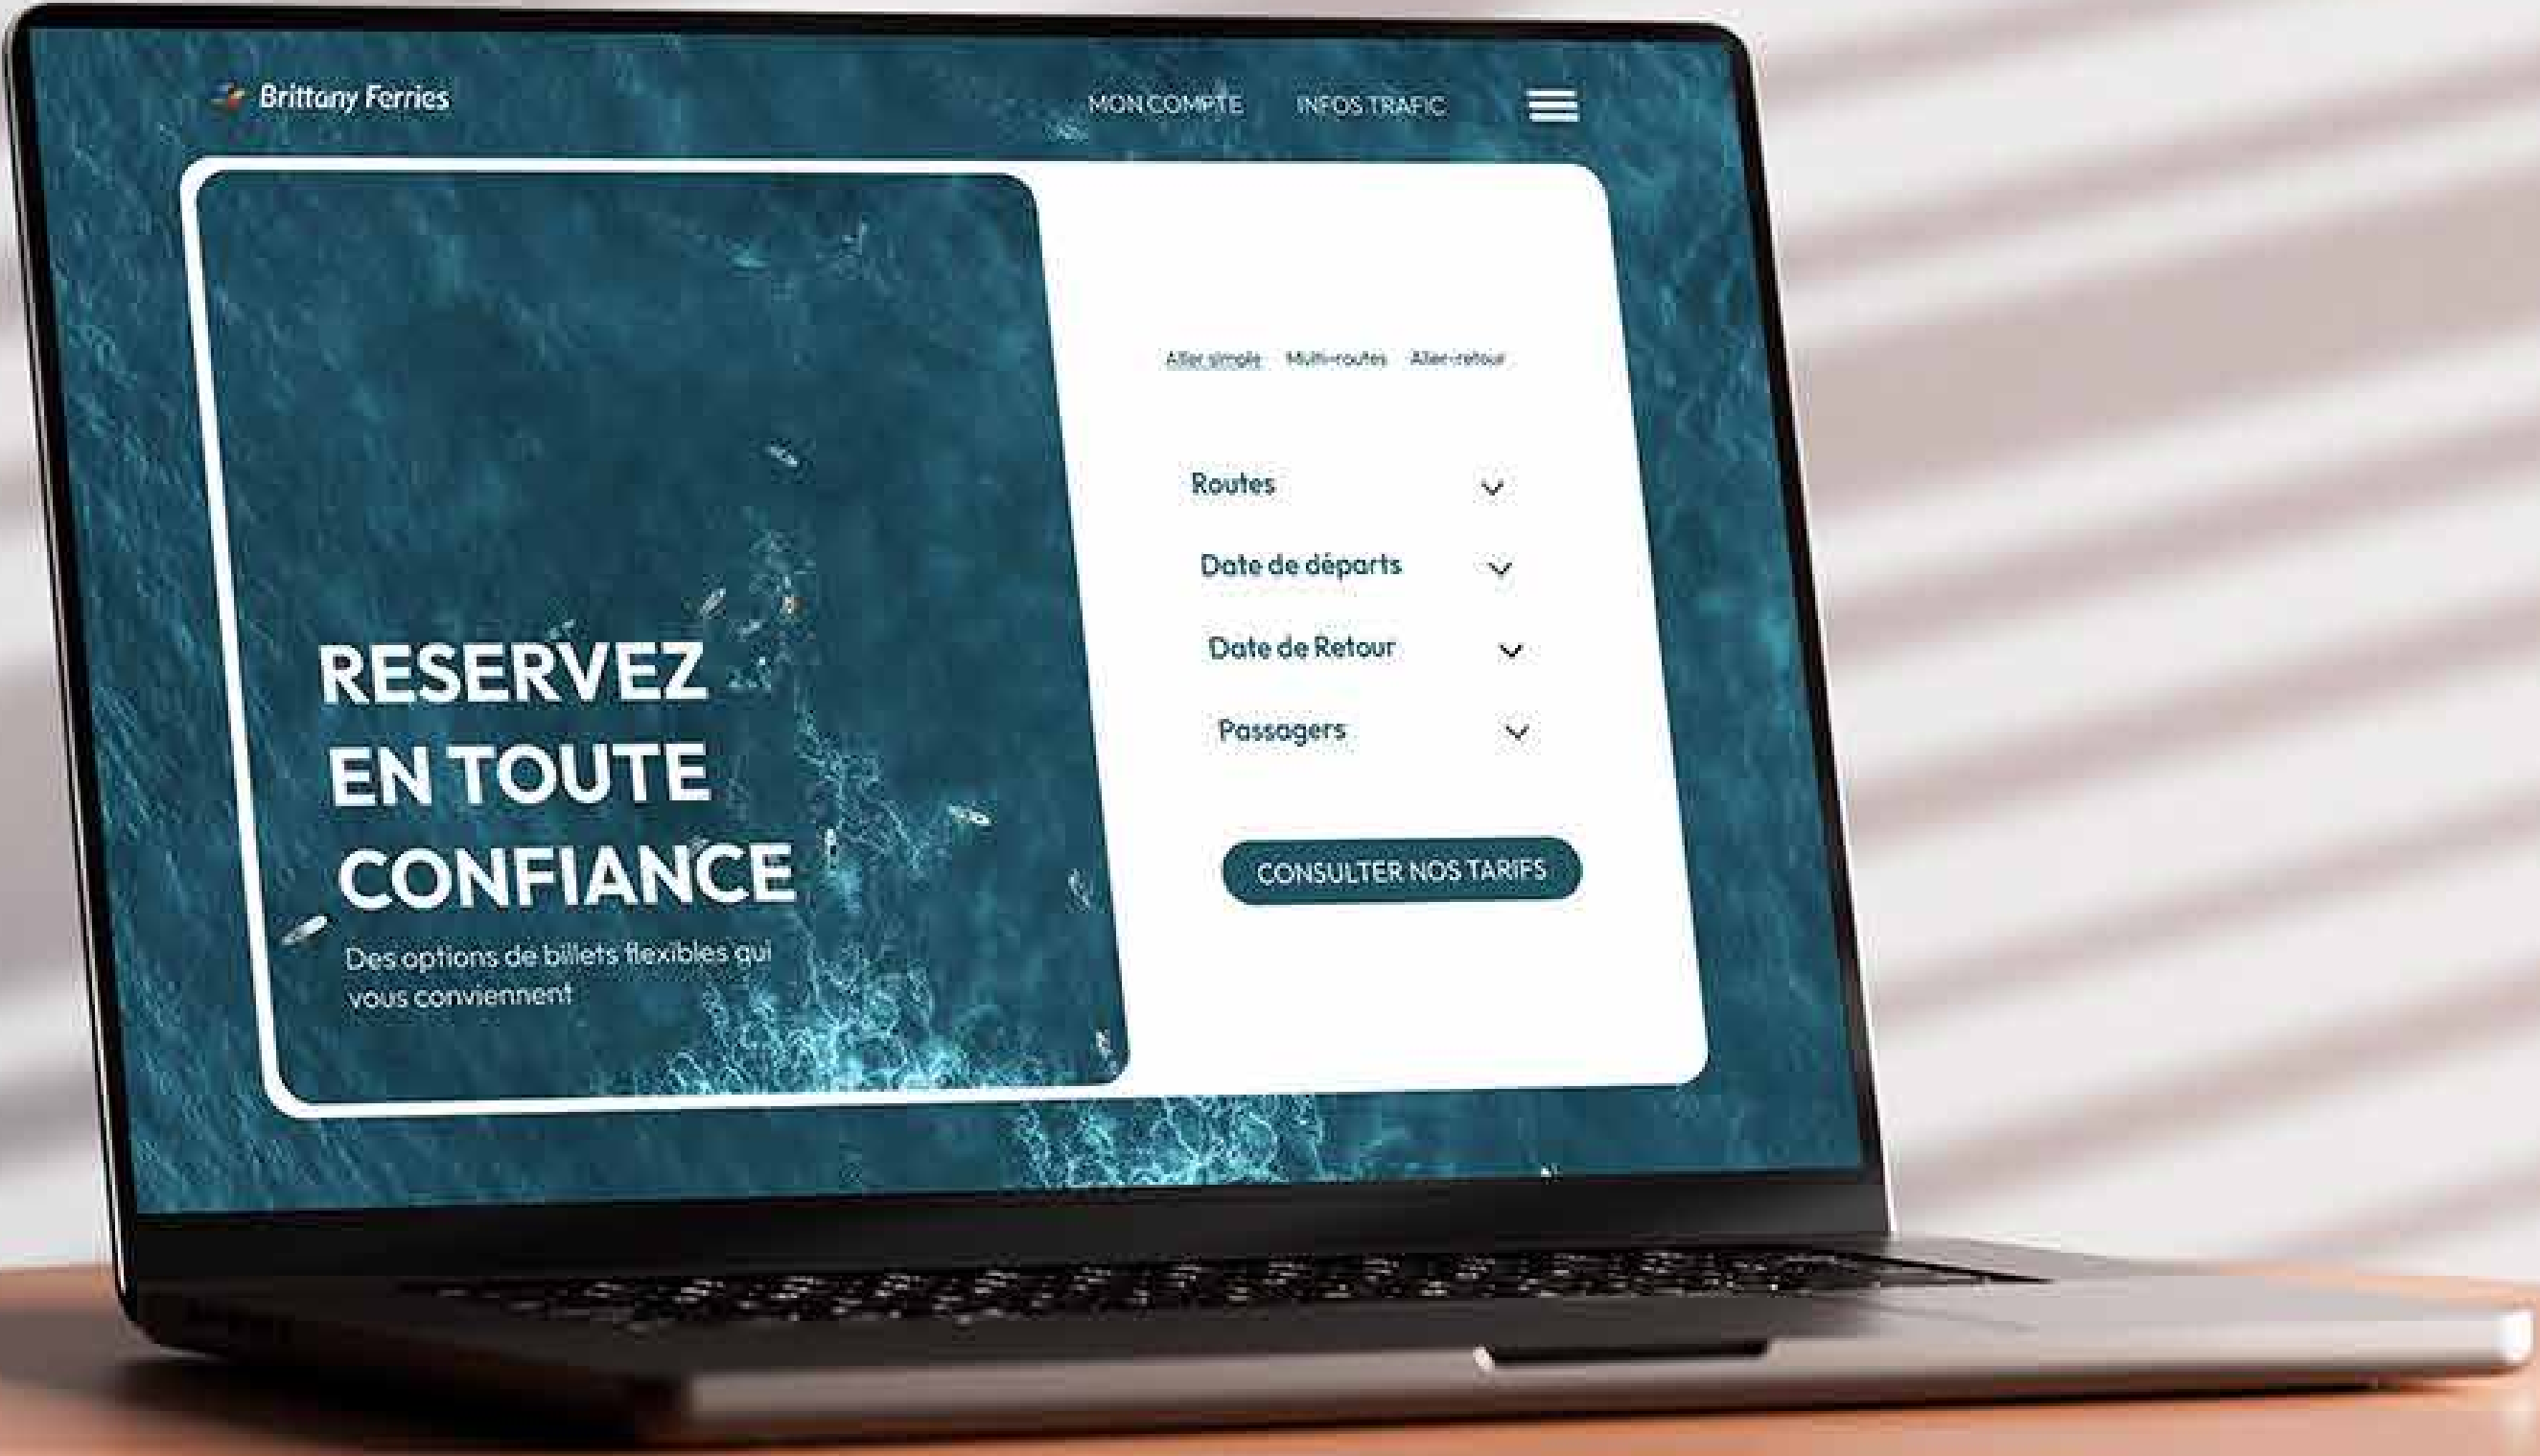 Brittany Ferries
MON COMPTE
INFOS TRAFIC
RESERVEZ
EN TOUTE
CONFIANCE
Des options de billets flexibles qui
vous conviennent
Aller simple Multi-routes Aller-retour
Routes
Date de départs
Date de Retour
Passagers
CONSULTER NOS TARIFS